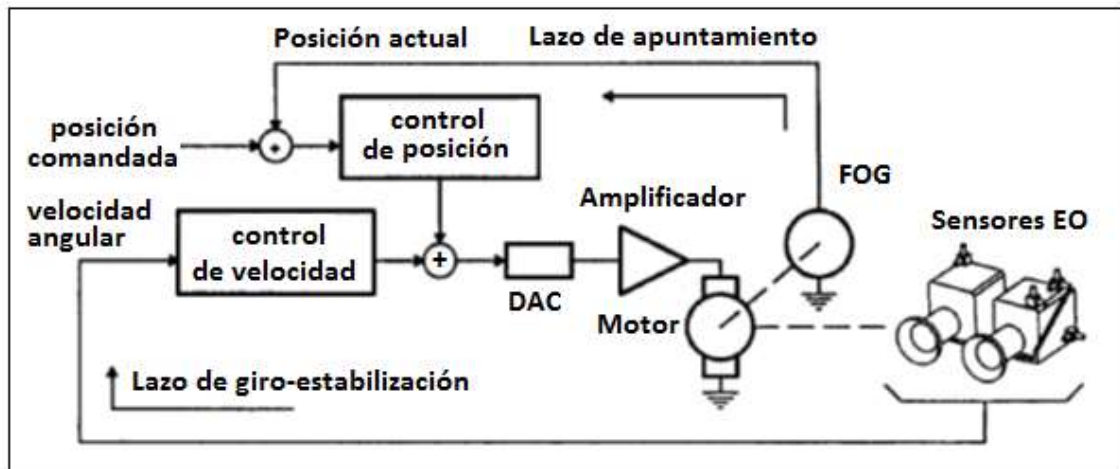 Posición actual
Lazo de apuntamiento
posición
comandada
control
de posición
FOG
Amplificador
velocidad
angular
control
de velocidad
+
DAC
Motor
Sensores EO
Lazo de giro-estabilización